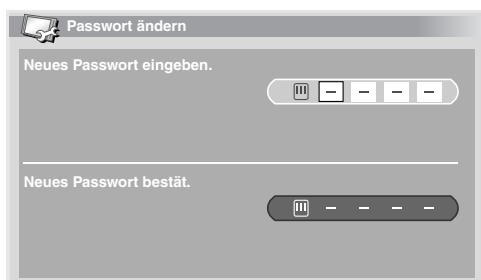 Passwort ändern
Neues Passwort eingeben.
– – – –
Neues Passwort bestät.
– – – –